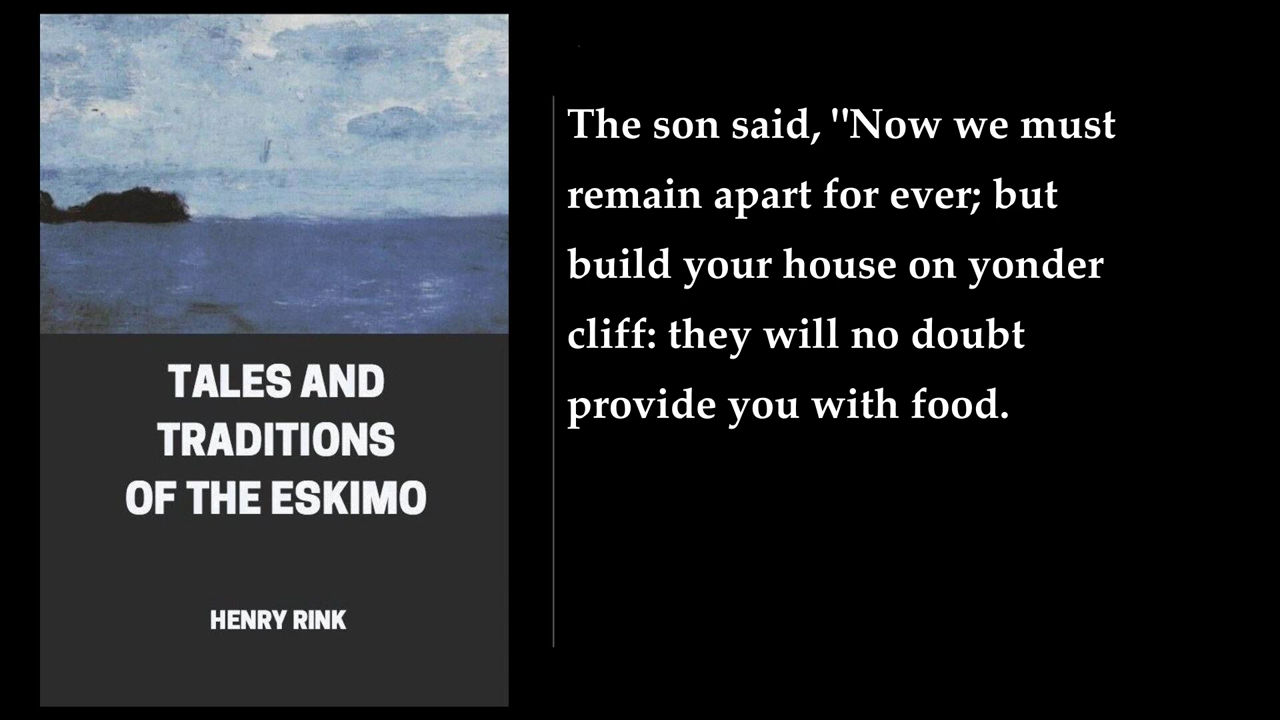 TALES AND
TRADITIONS
OF THE ESKIMO
HENRY RINK
The son said, "Now we must
remain apart for ever; but
build your house on yonder
cliff: they will no doubt
provide you with food.